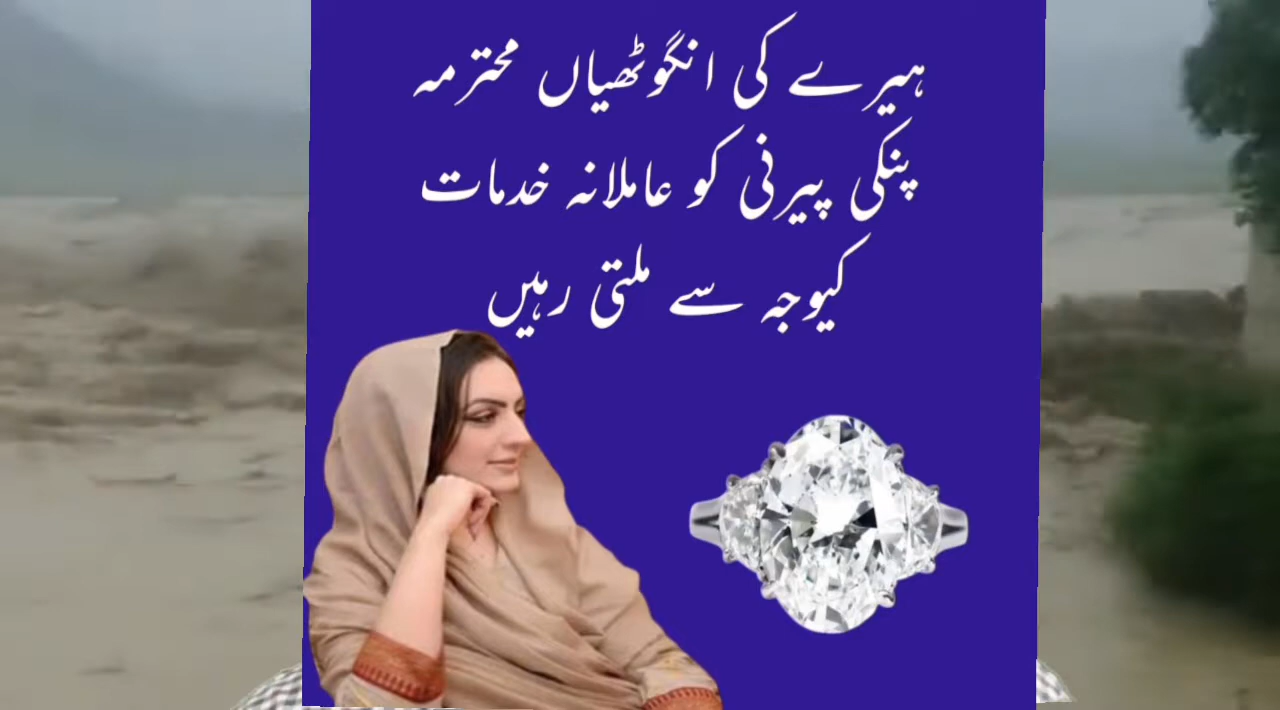 ہیرے کی انگوٹھیاں محترمہ
پنکی پیرنی کو عاملانہ خدمات
کیوجہ سے ملتی رہیں